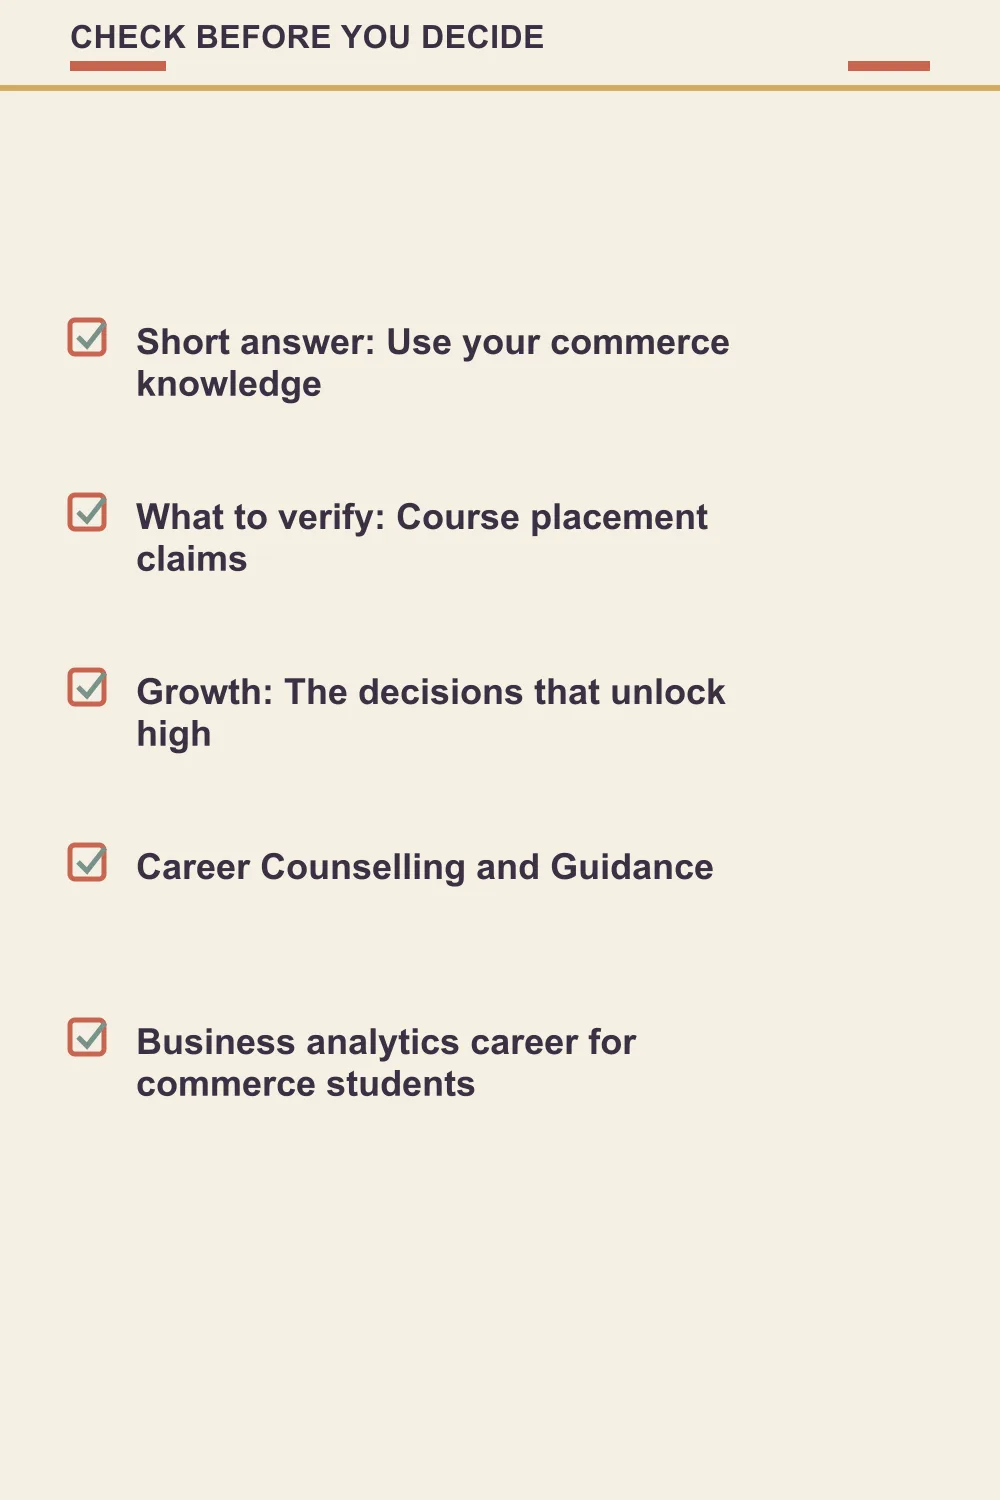 CHECK BEFORE YOU DECIDE
Short answer: Use your commerce
knowledge
What to verify: Course placement
claims
Growth: The decisions that unlock
high
Career Counselling and Guidance
Business analytics career for
commerce students